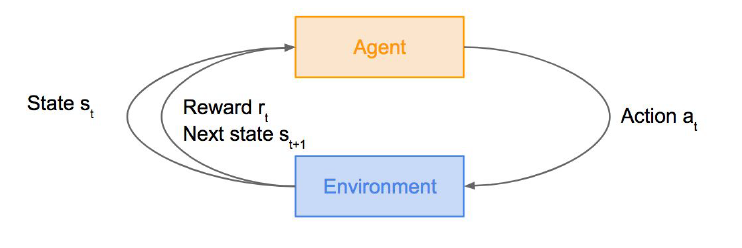 Agent
State sₜ
Reward rₜ
Next state sₜ₊₁
Action aₜ
Environment